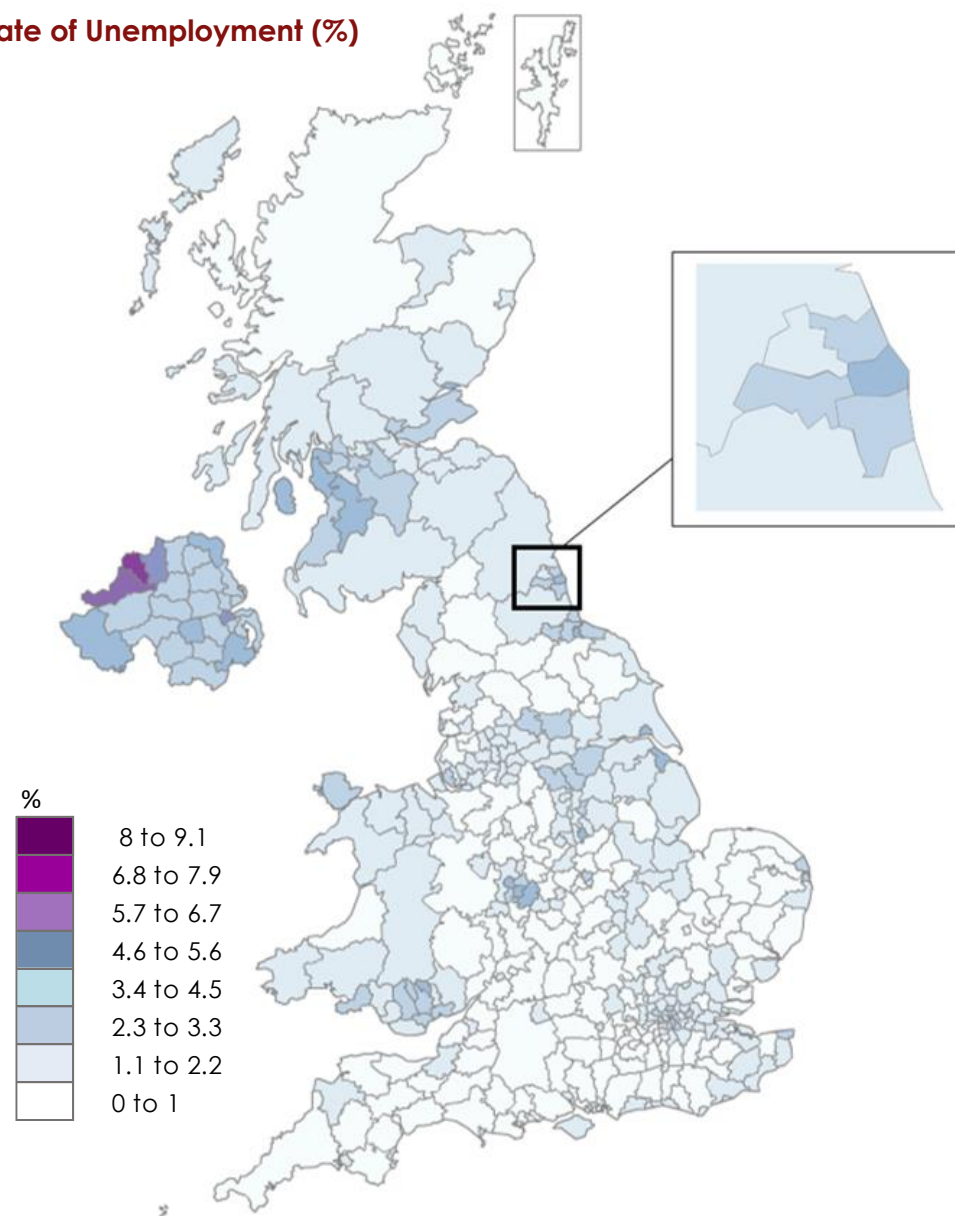 ate of Unemployment (%)
%
8 to 9.1
6.8 to 7.9
5.7 to 6.7
4.6 to 5.6
3.4 to 4.5
2.3 to 3.3
1.1 to 2.2
0 to 1